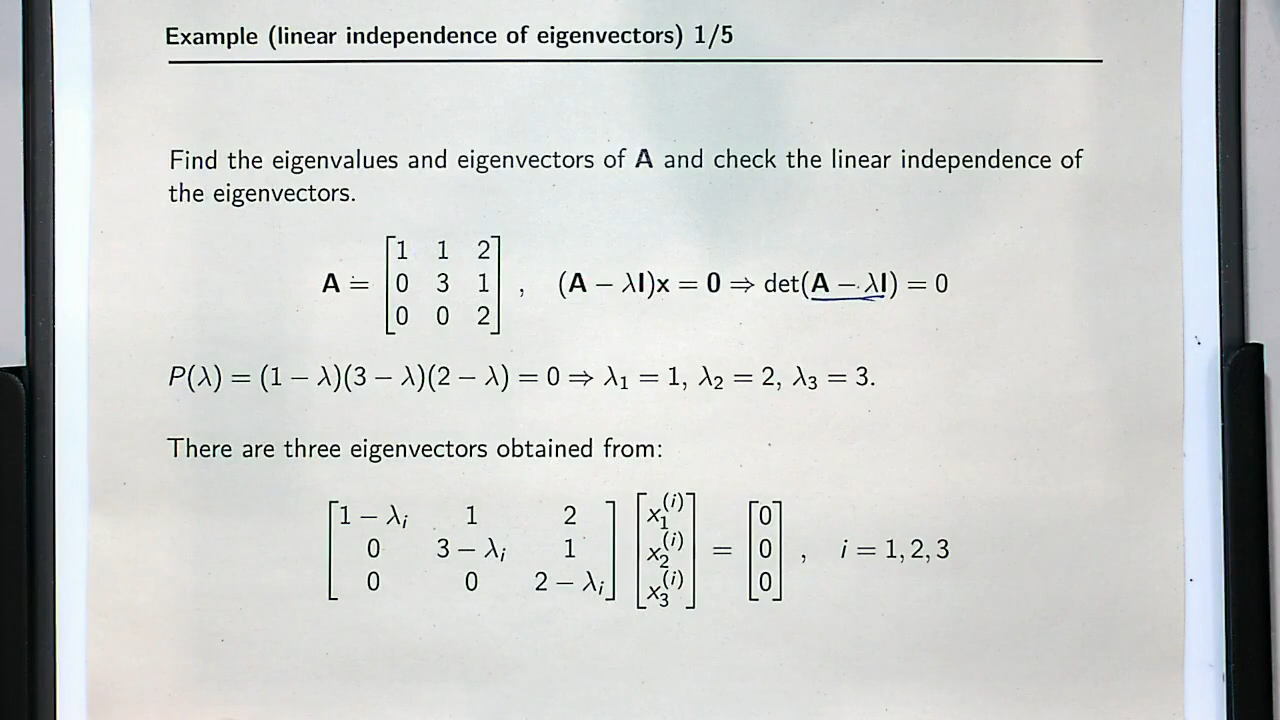 Example (linear independence of eigenvectors) 1/5
Find the eigenvalues and eigenvectors of A and check the linear independence of
the eigenvectors.
A = [1 1 2; 0 3 1; 0 0 2] , (A − λI)x = 0 ⇒ det(A − λI) = 0
P(λ) = (1 − λ)(3 − λ)(2 − λ) = 0 ⇒ λ₁ = 1, λ₂ = 2, λ₃ = 3.
There are three eigenvectors obtained from:
[1 − λᵢ 1 2; 0 3 − λᵢ 1; 0 0 2 − λᵢ] [x₁⁽ⁱ⁾; x₂⁽ⁱ⁾; x₃⁽ⁱ⁾] = [0; 0; 0] , i = 1, 2, 3